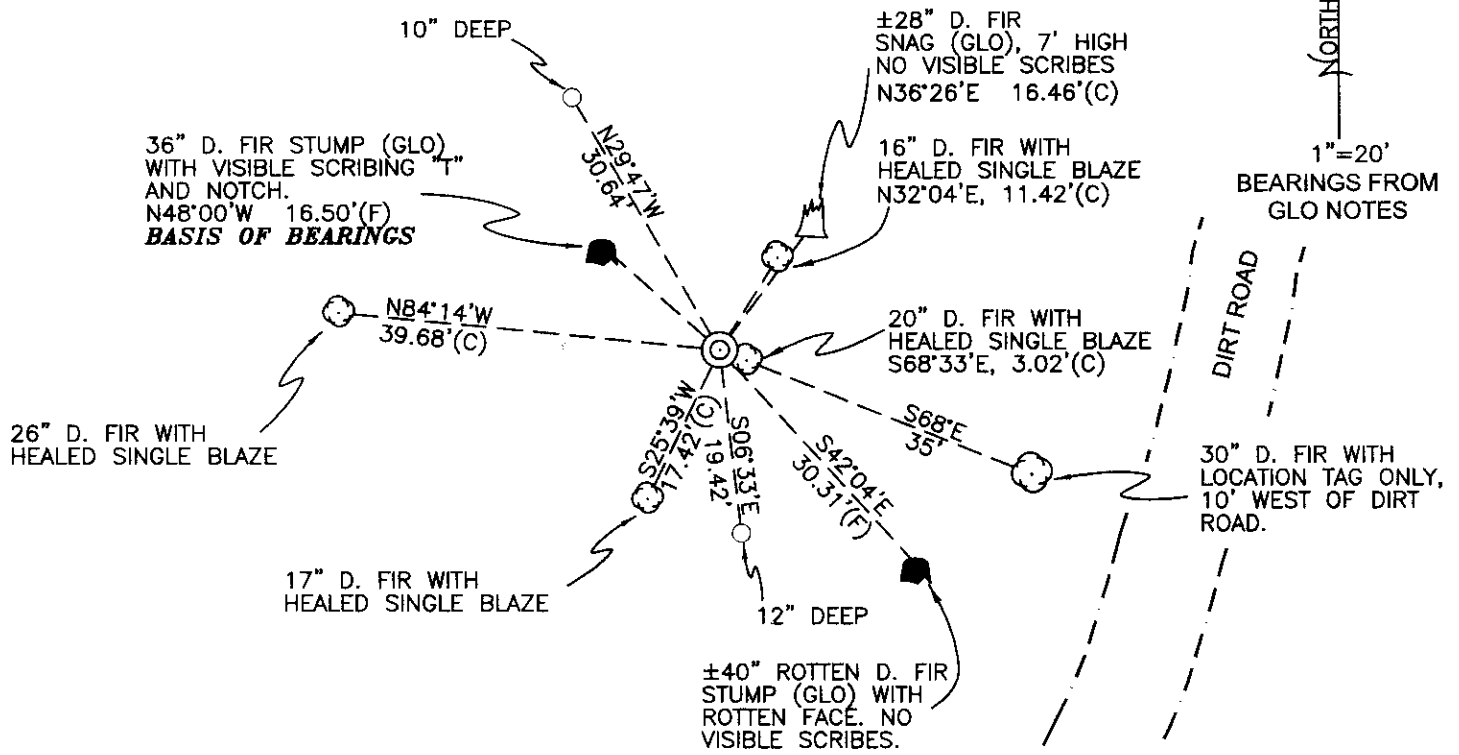 10" DEEP
±28" D. FIR
SNAG (GLO), 7' HIGH
NO VISIBLE SCRIBES
N36°26'E 16.46'(C)
NORTH
36" D. FIR STUMP (GLO)
WITH VISIBLE SCRIBING "T"
AND NOTCH.
N48°00'W 16.50'(F)
BASIS OF BEARINGS
N29°47'W
30.64'
16" D. FIR WITH
HEALED SINGLE BLAZE
N32°04'E, 11.42'(C)
1"=20'
BEARINGS FROM
GLO NOTES
N84°14'W
39.68'(C)
20" D. FIR WITH
HEALED SINGLE BLAZE
S68°33'E, 3.02'(C)
DIRT ROAD
26" D. FIR WITH
HEALED SINGLE BLAZE
S25°39'W
17.42'(C)
S06°33'E
19.42'
S42°04'E
30.31'(F)
S68°E
35'
30" D. FIR WITH
LOCATION TAG ONLY,
10' WEST OF DIRT
ROAD.
17" D. FIR WITH
HEALED SINGLE BLAZE
12" DEEP
±40" ROTTEN D. FIR
STUMP (GLO) WITH
ROTTEN FACE. NO
VISIBLE SCRIBES.